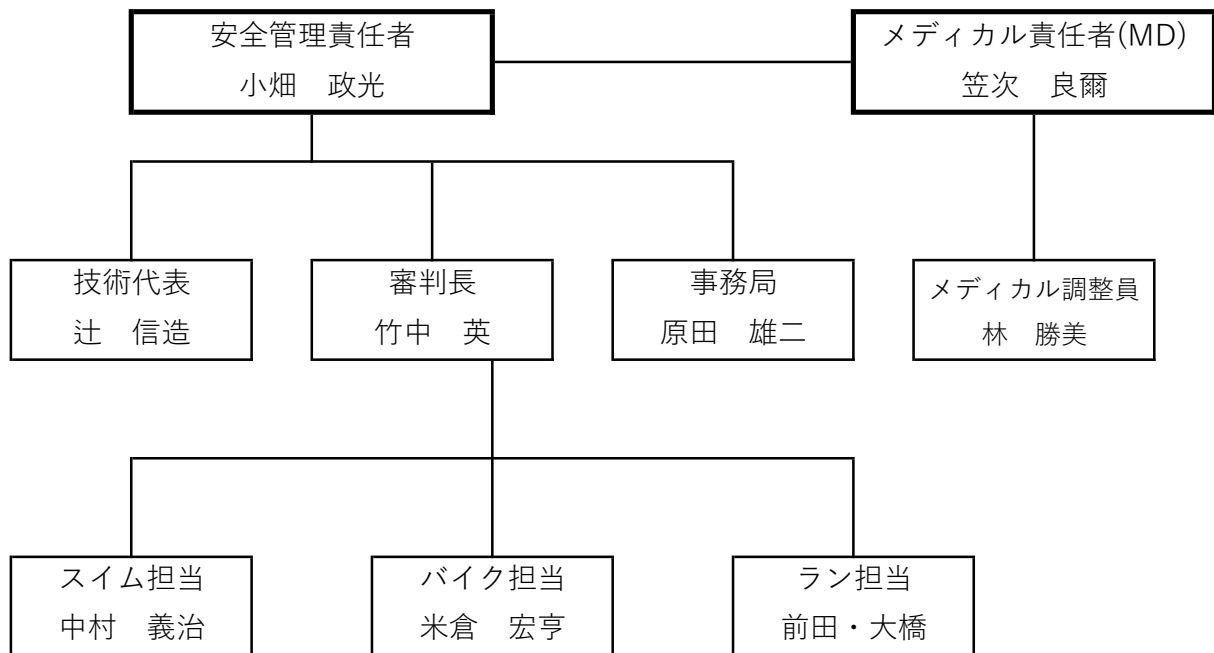 安全管理責任者
小畑　政光
メディカル責任者(MD)
笠次　良爾
技術代表
辻　信造
審判長
竹中　英
事務局
原田　雄二
メディカル調整員
林　勝美
スイム担当
中村　義治
バイク担当
米倉　宏亨
ラン担当
前田・大橋